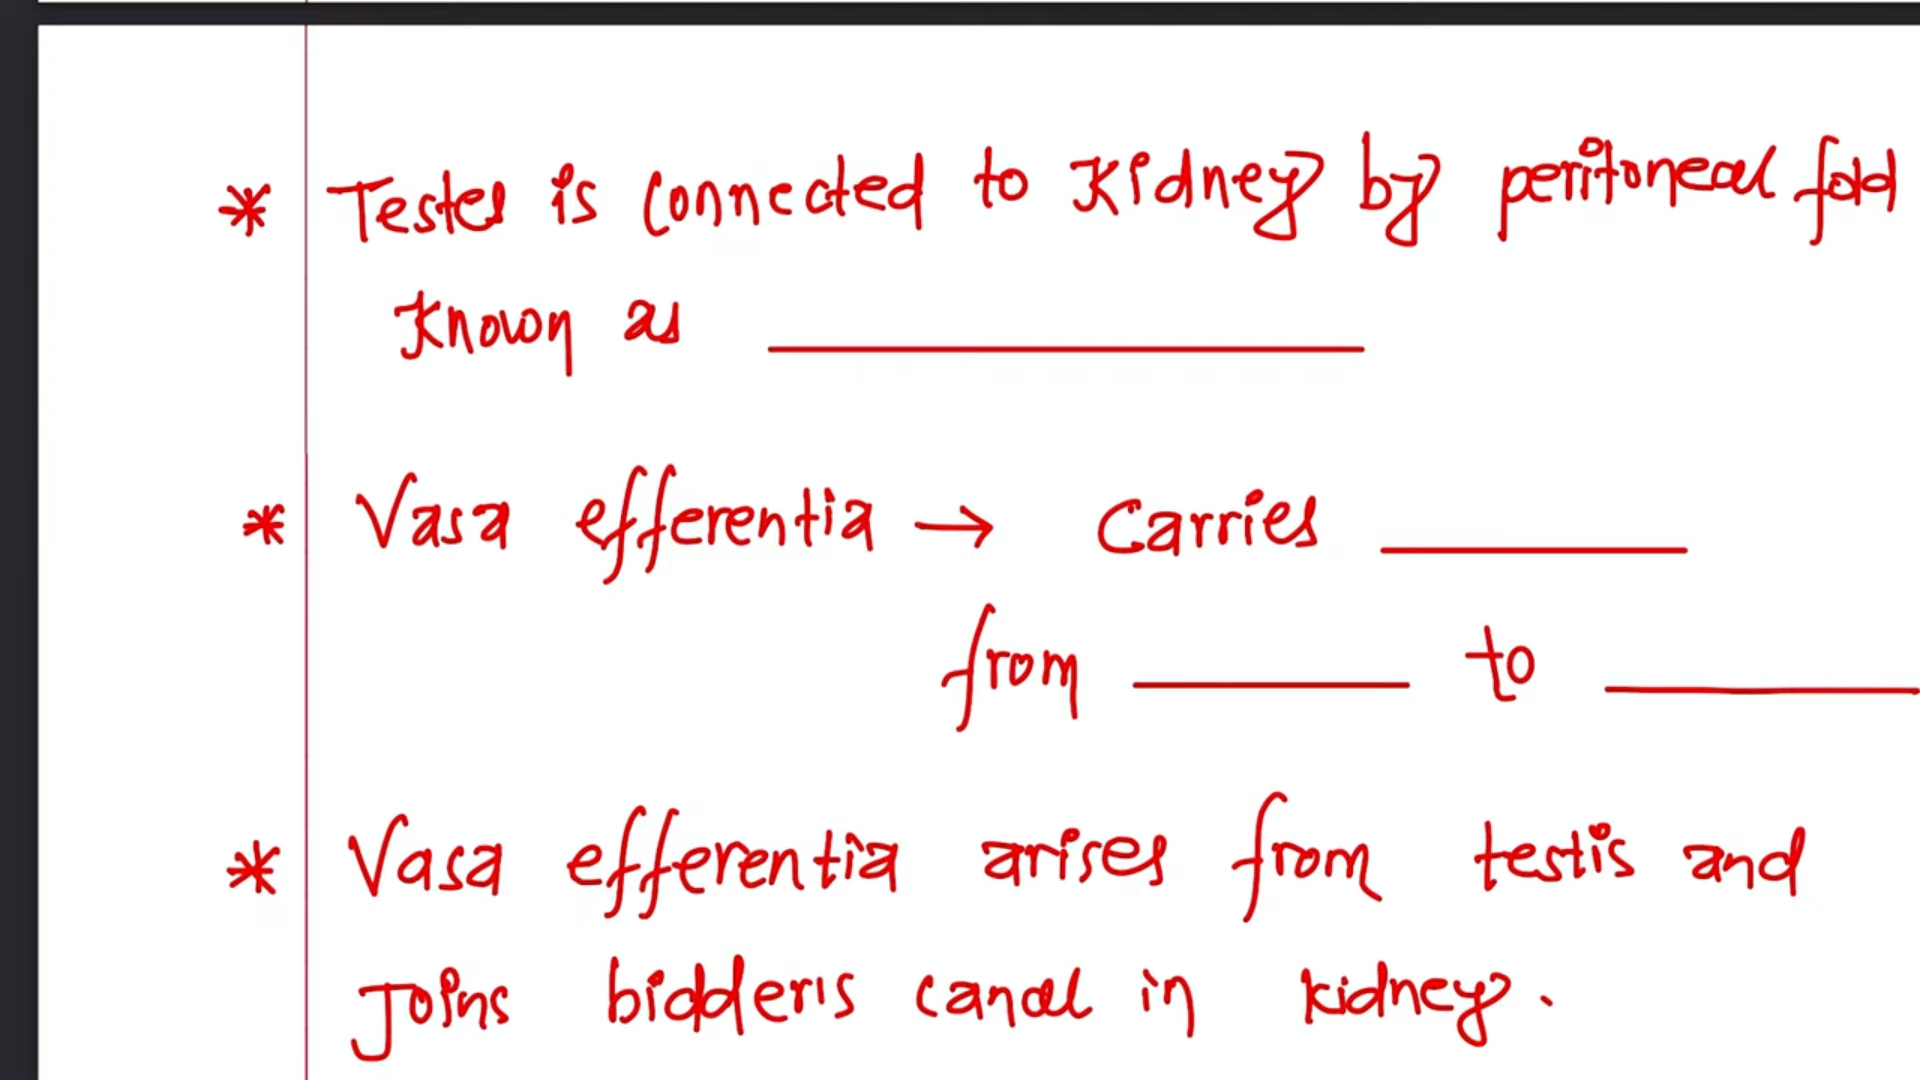 * Testes is connected to Kidney by peritoneal fold
Known as ____________
* Vasa efferentia → Carries ________
from ________ to ________
* Vasa efferentia arises from testis and
Joins bidder's canal in kidney.